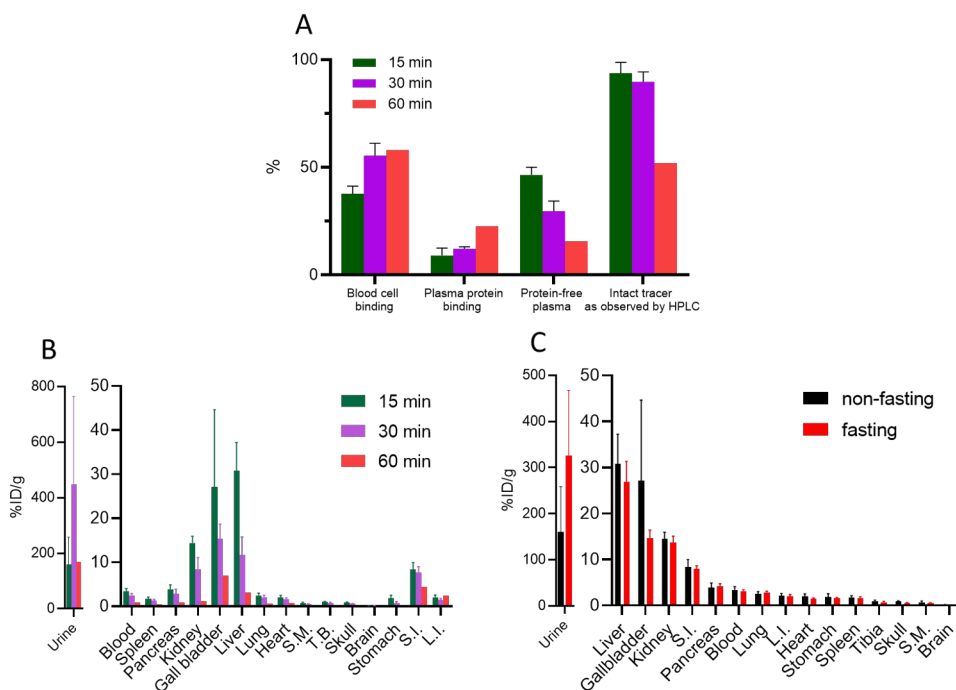 A
100
50
0
%
15 min
30 min
60 min
Blood cell
binding
Plasma protein
binding
Protein-free
plasma
Intact tracer
as observed by HPLC
B
%ID/g
800
600
400
200
0
Urine
50
40
30
20
10
0
15 min
30 min
60 min
Blood
Spleen
Pancreas
Kidney
Gall bladder
Liver
Lung
Heart
S.M.
T.B.
Skull
Brain
Stomach
S.I.
L.I.
C
%ID/g
500
400
300
200
100
0
Urine
50
40
30
20
10
0
non-fasting
fasting
Liver
Gallbladder
Kidney
S.I.
Pancreas
Blood
Lung
L.I.
Heart
Stomach
Spleen
Tibia
Skull
S.M.
Brain